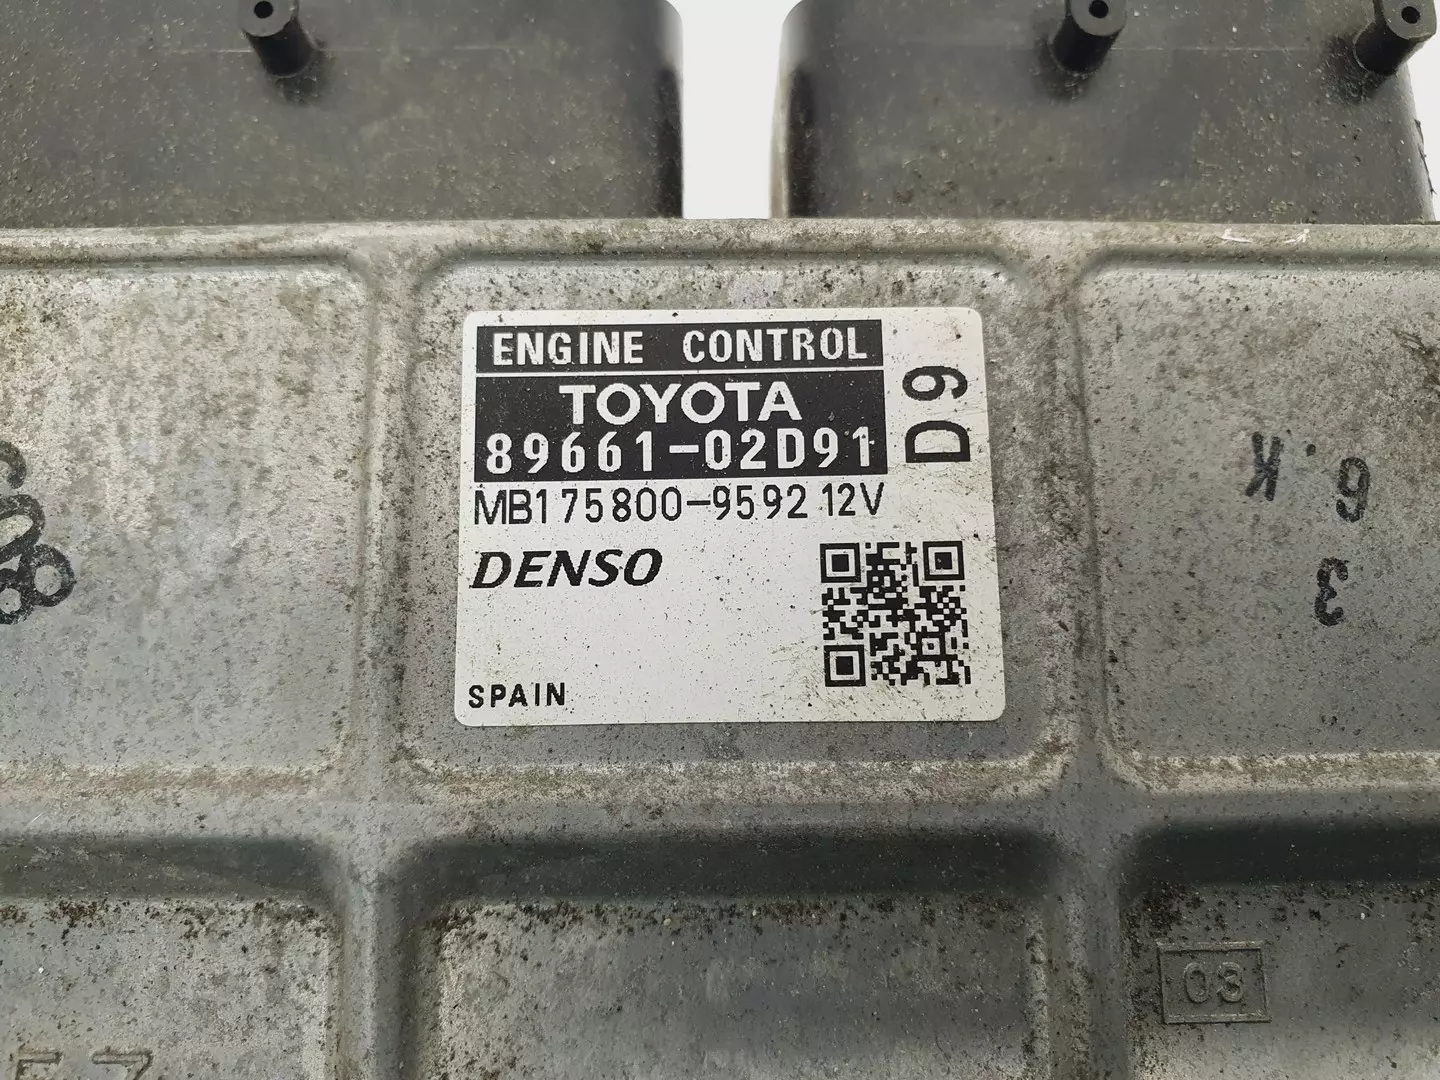 ENGINE CONTROL
TOYOTA
89661-02D91
D9
MB175800-9592 12V
DENSO
SPAIN
6.K
3
03